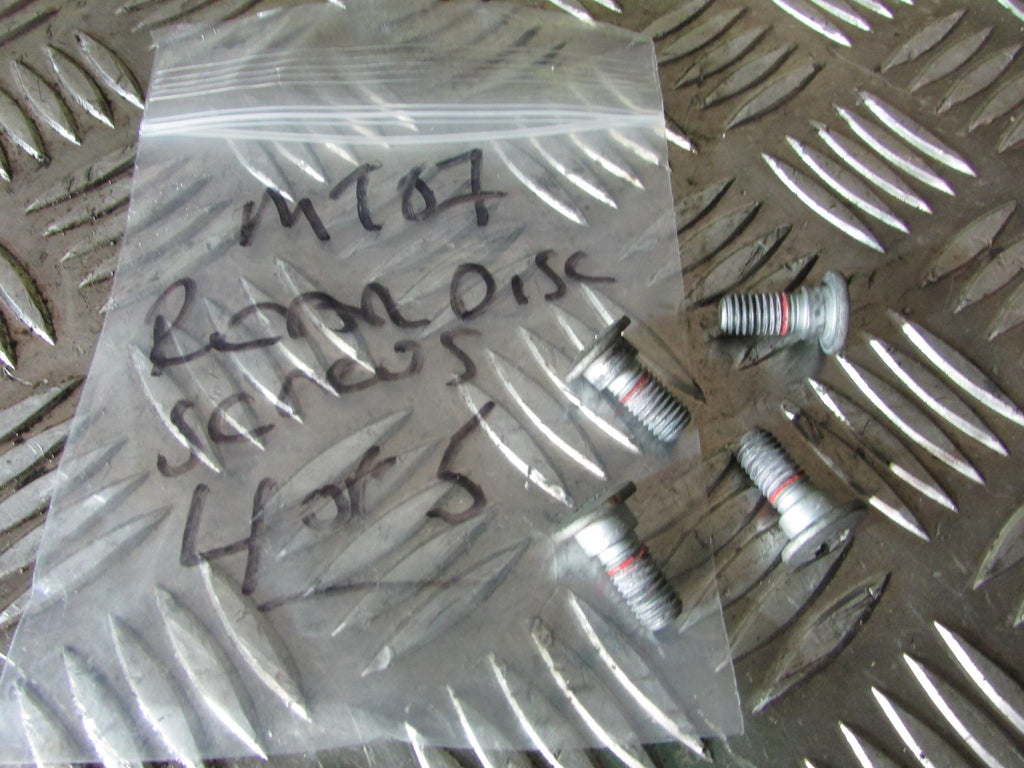 MT07
Rear Disc
screws
4 of 5